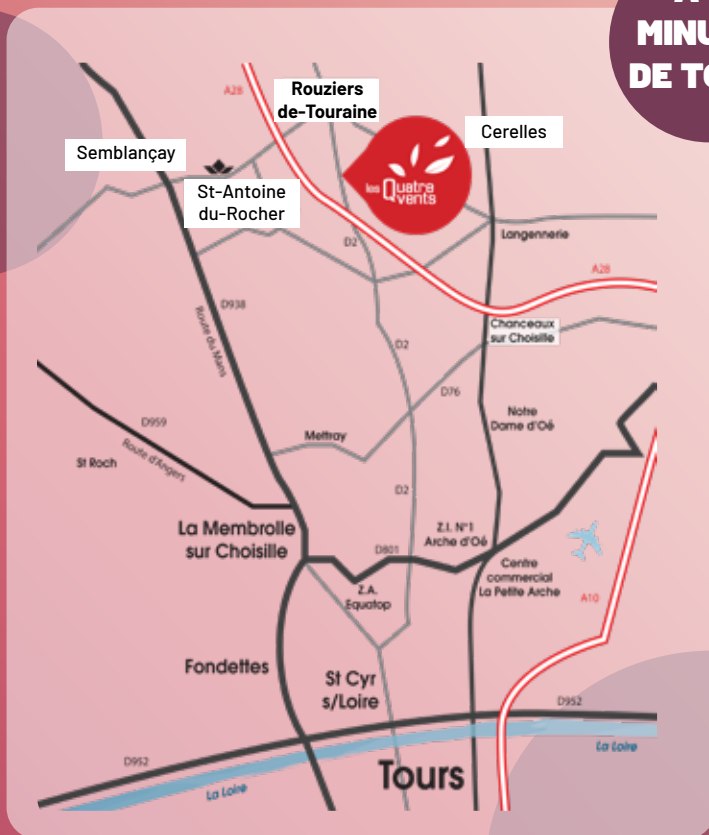 MINU
DE TO
A28
Rouziers
de-Touraine
Cerelles
Semblançay
St-Antoine
du-Rocher
les Quatre
vents
D2
Langennerie
A28
D938
Route du Mans
Chanceaux
sur Choisille
D2
D76
D959
Route d'Angers
Mettray
Notre
Dame d'Oé
St Roch
D2
La Membrolle
sur Choisille
Z.I. N°1
Arche d'Oé
D801
Centre
commercial
La Petite Arche
Z.A.
Equatop
A10
Fondettes
St Cyr
s/Loire
D952
La Loire
D952
La Loire
Tours